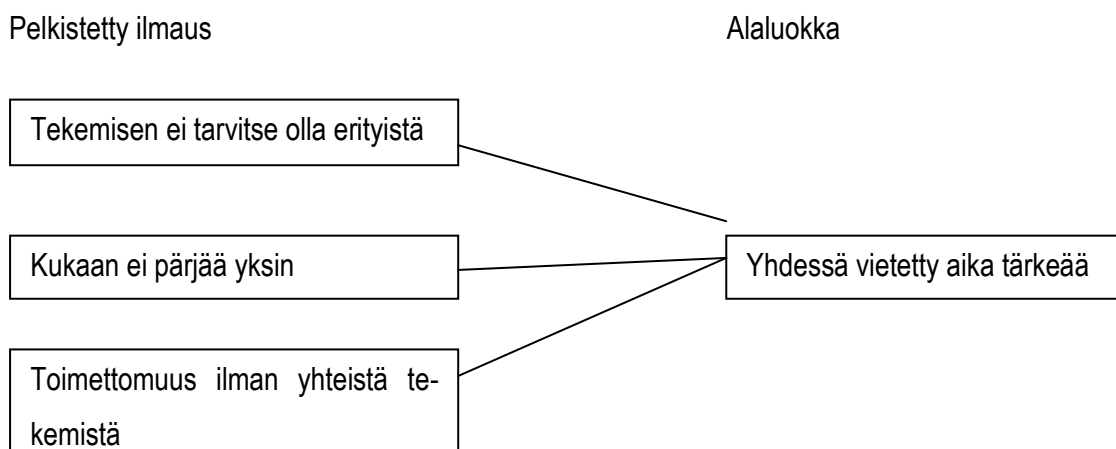 Pelkistetty ilmaus
Alaluokka
Tekemisen ei tarvitse olla erityistä
Kukaan ei pärjää yksin
Yhdessä vietetty aika tärkeää
Toimettomuus ilman yhteistä te-
kemistä